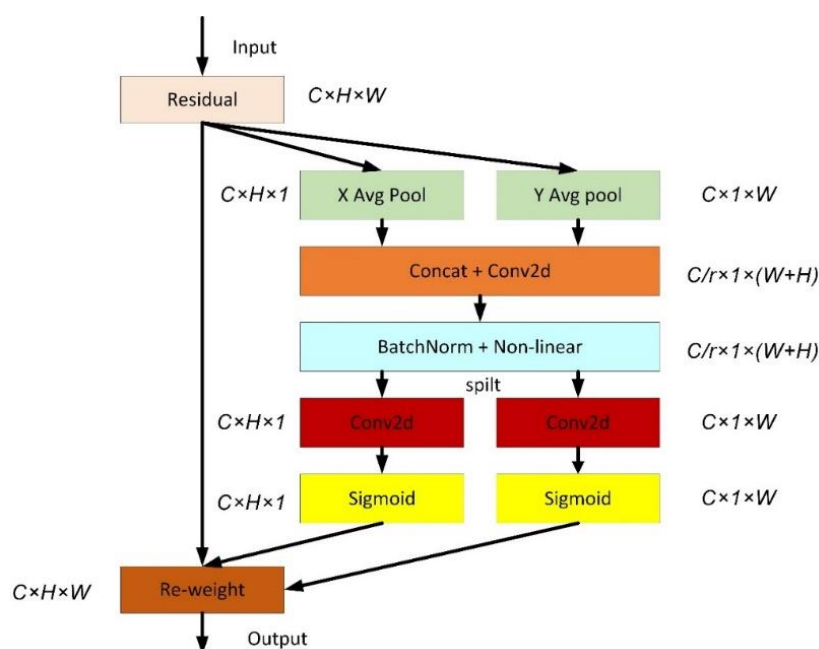 Input
Residual
C×H×W
C×H×1
X Avg Pool
Y Avg pool
C×1×W
Concat + Conv2d
C/r×1×(W+H)
BatchNorm + Non-linear
C/r×1×(W+H)
spilt
C×H×1
Conv2d
Conv2d
C×1×W
C×H×1
Sigmoid
Sigmoid
C×1×W
C×H×W
Re-weight
Output